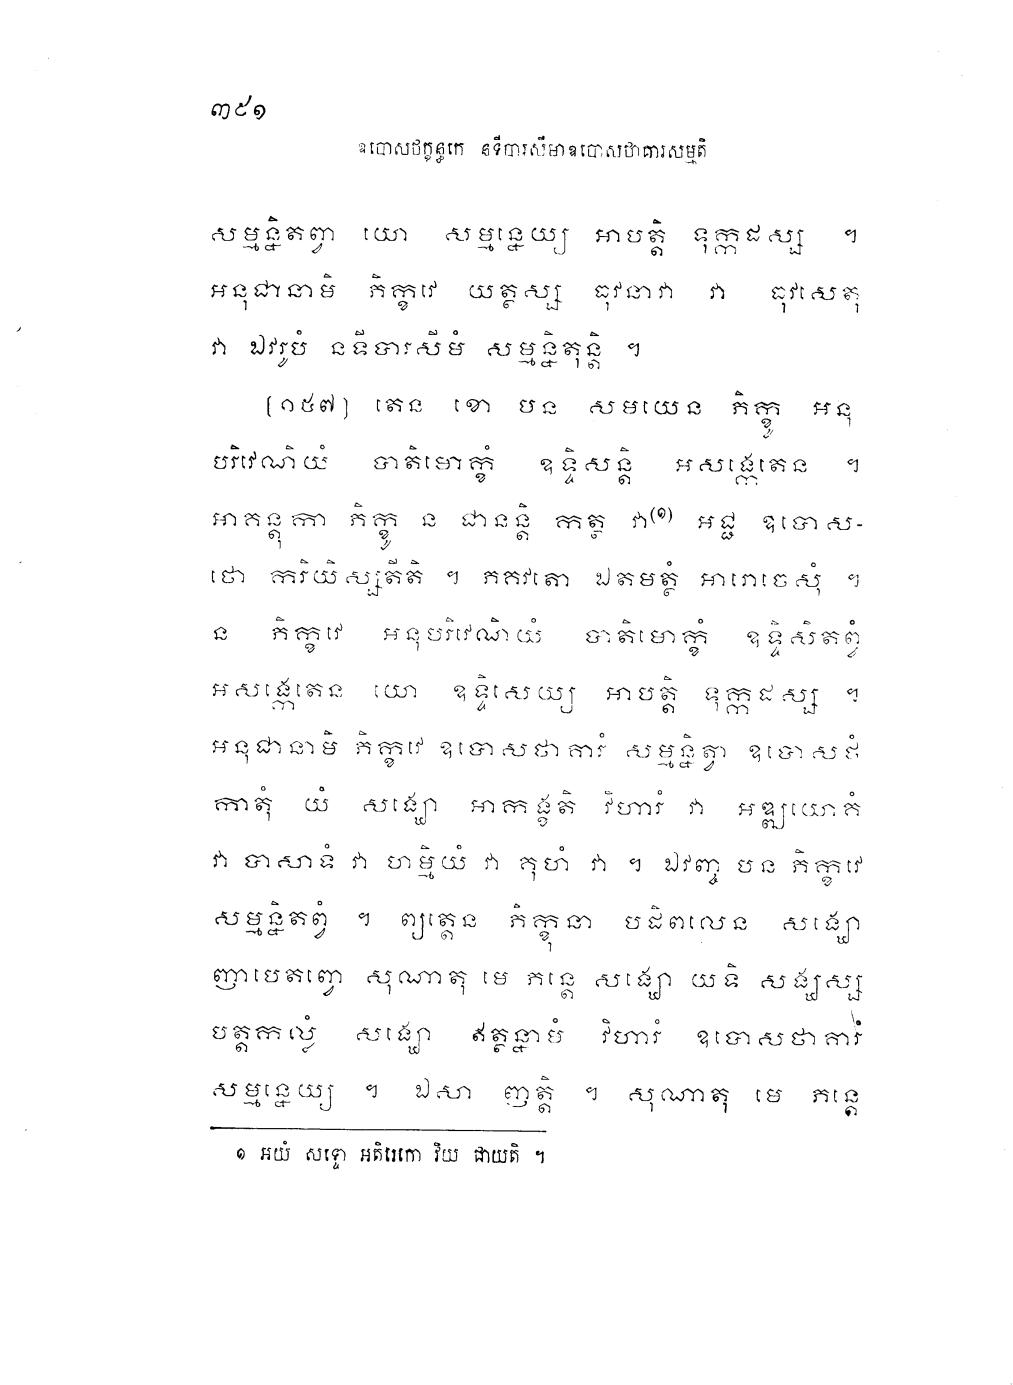 ៣៩១
ឧបោសថក្ខន្ធកេ នទីបារសីមាឧបោសថាគារសម្មតិ
សម្មន្និតព្វា យោ សម្មន្នេយ្យ អាបត្តិ ទុក្កដស្ស ។
អនុជានាមិ ភិក្ខវេ យត្ថស្ស ធុវនាវា វា ធុវសេតុ
វា ឯវរូបំ នទីបារសីមំ សម្មន្និតុន្តិ ។
(១៥៧) តេន ខោ បន សមយេន ភិក្ខូ អនុ
បរិវេណិយំ បាតិមោក្ខំ ឧទ្ទិសន្តិ អសង្កេតេន ។
អាគន្តុកា ភិក្ខូ ន ជានន្តិ កត្ថ វា(១) អជ្ជ ឧបោស-
ថោ ករិយិស្សតីតិ ។ ភគវតោ ឯតមត្ថំ អារោចេសុំ ។
ន ភិក្ខវេ អនុបរិវេណិយំ បាតិមោក្ខំ ឧទ្ទិសិតព្វំ
អសង្កេតេន យោ ឧទ្ទិសេយ្យ អាបត្តិ ទុក្កដស្ស ។
អនុជានាមិ ភិក្ខវេ ឧបោសថាគារំ សម្មន្និត្វា ឧបោសថំ
កាតុំ យំ សង្ឃោ អាកង្ខតិ វិហារំ វា អឌ្ឍយោគំ
វា បាសាទំ វា ហម្មិយំ វា គុហំ វា ។ ឯវញ្ច បន ភិក្ខវេ
សម្មន្និតព្វំ ។ ព្យត្តេន ភិក្ខុនា បដិពលេន សង្ឃោ
ញាបេតព្វោ សុណាតុ មេ ភន្តេ សង្ឃោ យទិ សង្ឃស្ស
បត្តកល្លំ សង្ឃោ ឥត្ថន្នាមំ វិហារំ ឧបោសថាគារំ
សម្មន្នេយ្យ ។ ឯសា ញត្តិ ។ សុណាតុ មេ ភន្តេ
១ អយំ សទ្ទោ អតិរេកោ វិយ ញាយតិ ។